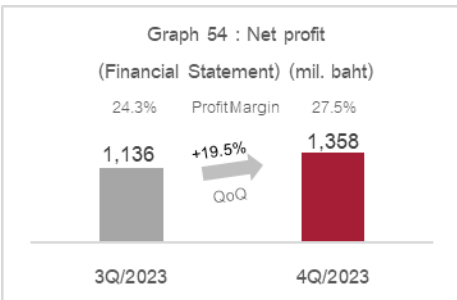 Graph 54 : Net profit
(Financial Statement) (mil. baht)
24.3% ProfitMargin 27.5%
1,136 +19.5% 1,358
QoQ
3Q/2023 4Q/2023